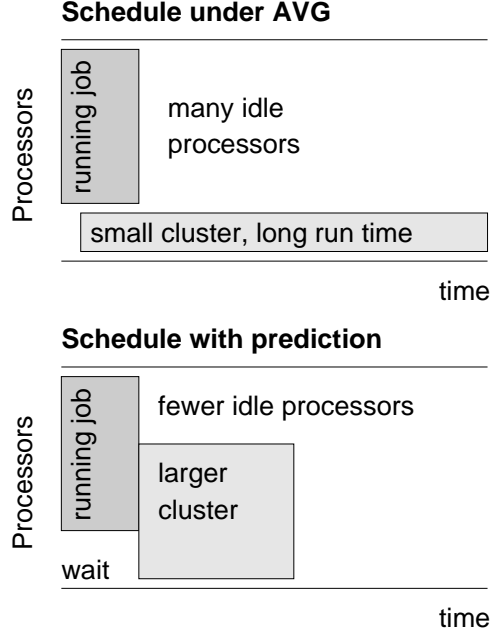 Schedule under AVG
Processors
running job
many idle
processors
small cluster, long run time
time
Schedule with prediction
Processors
running job
fewer idle processors
larger
cluster
wait
time